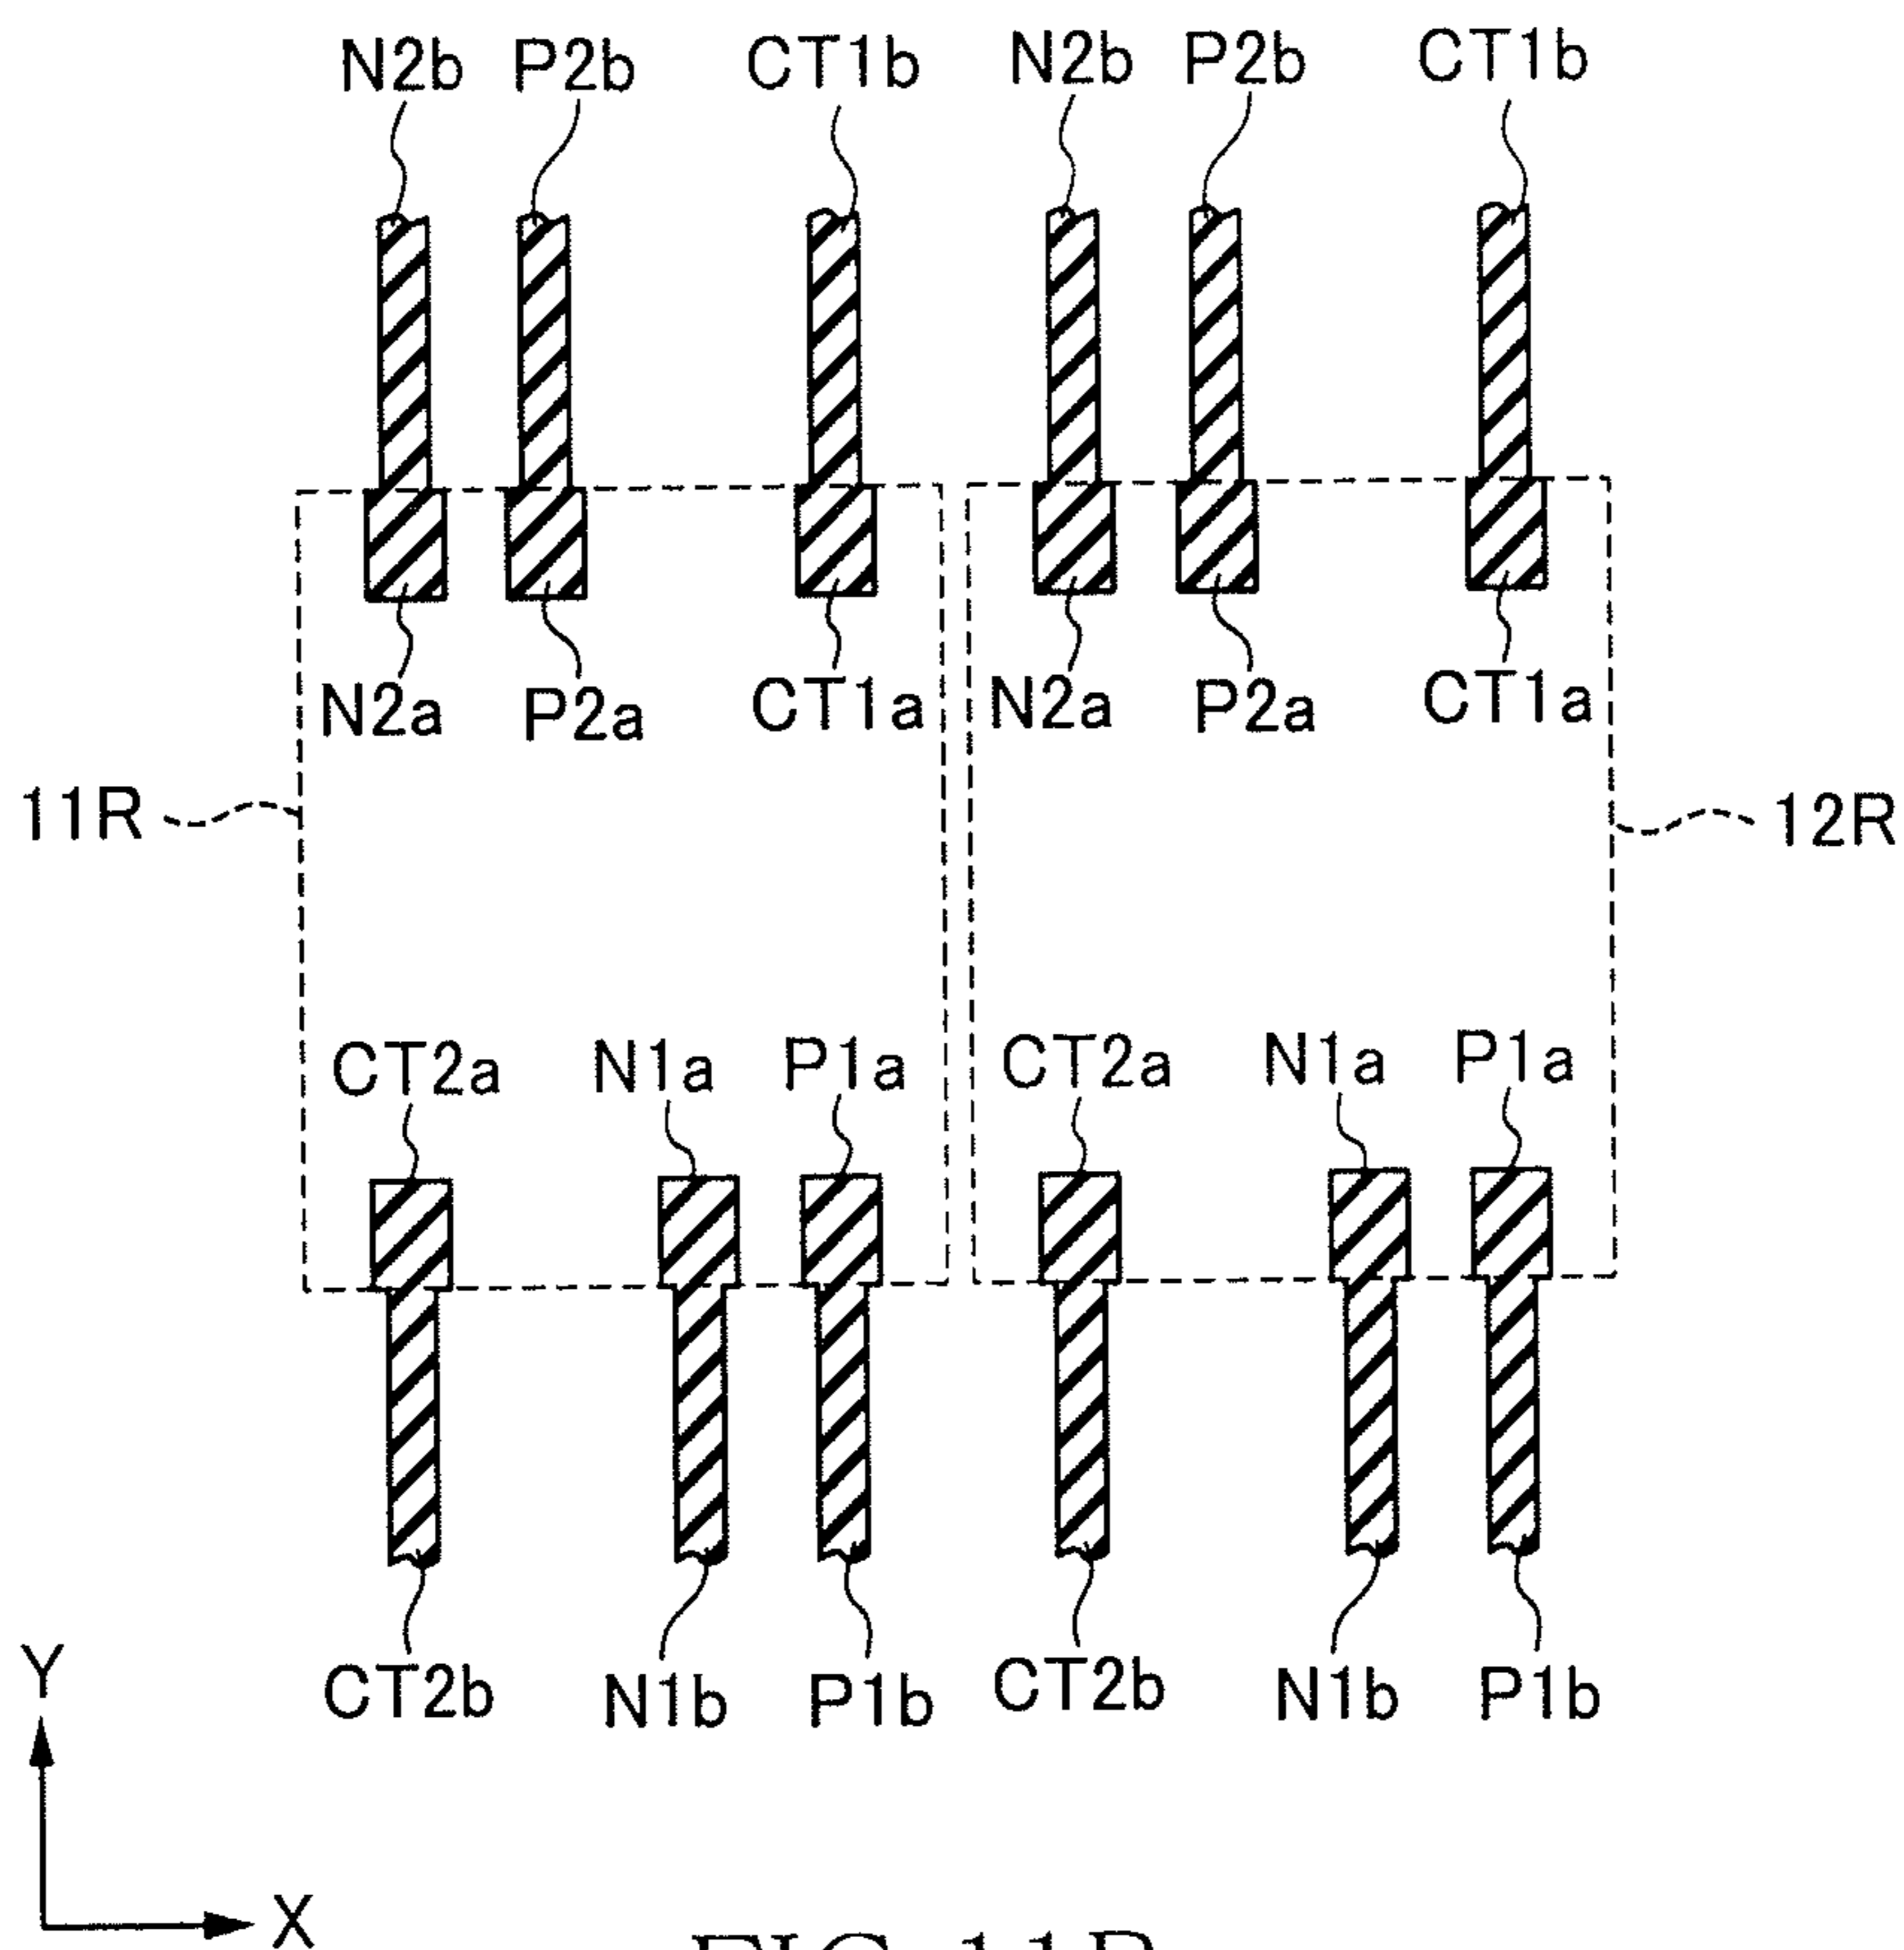 N2b P2b CT1b N2b P2b CT1b
N2a P2a CT1a N2a P2a CT1a
11R 12R
CT2a N1a P1a CT2a N1a P1a
CT2b N1b P1b CT2b N1b P1b
Y
X